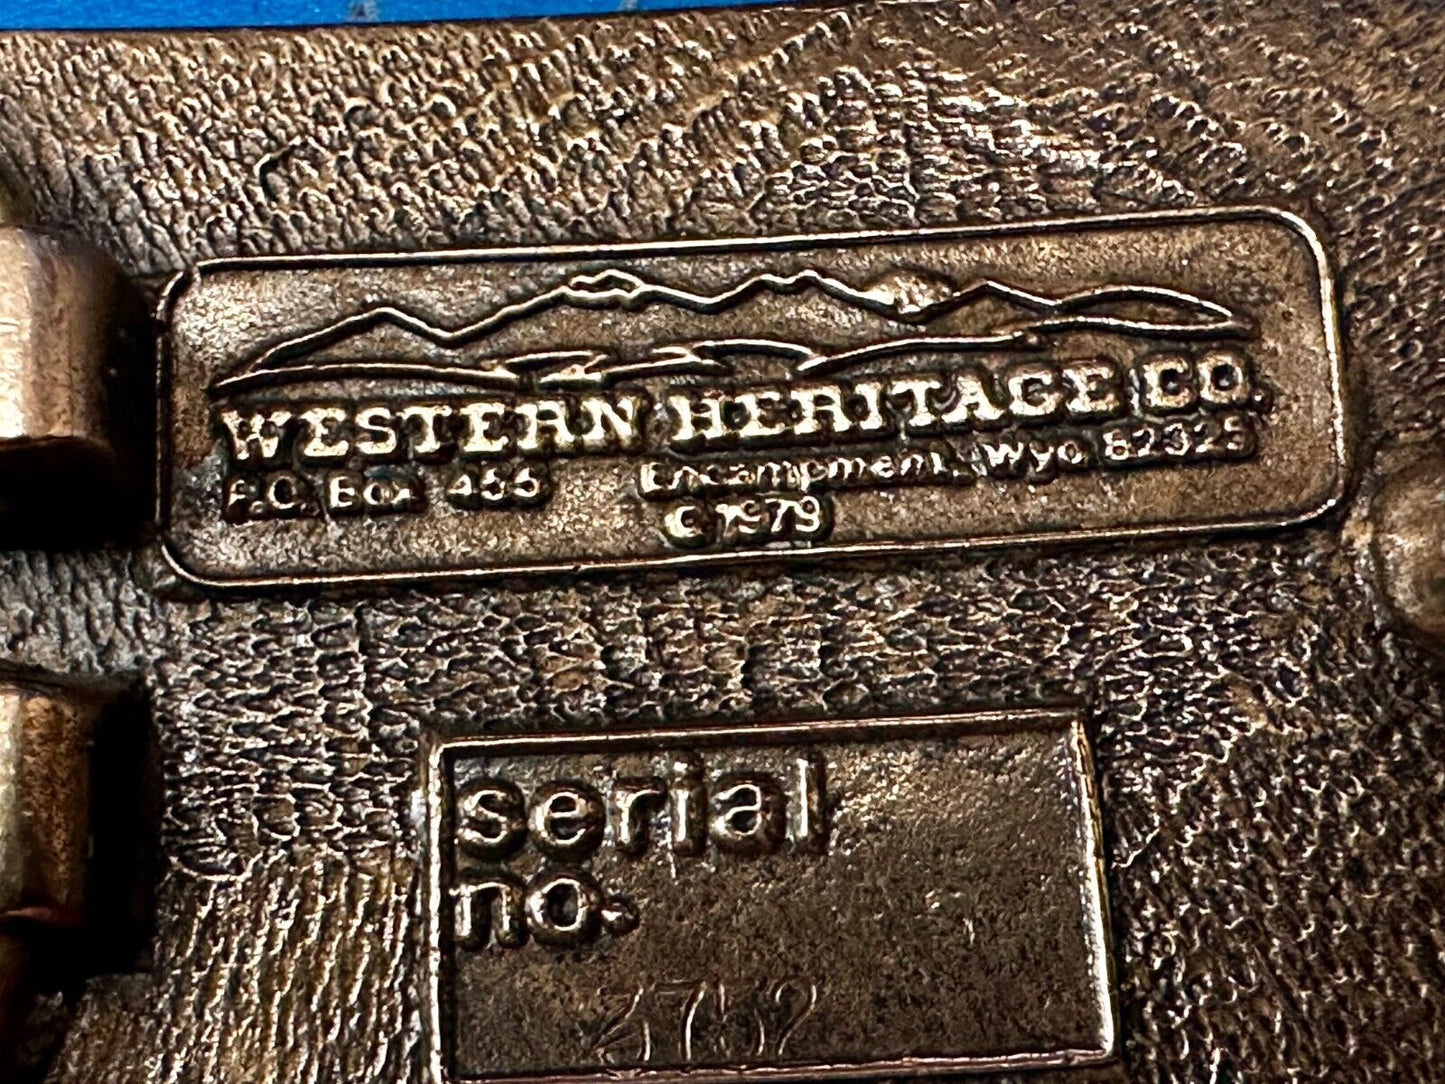 WESTERN HERITAGE CO.
P.O. Box 455 Encampment, Wyo 82325
© 1979
serial
no.